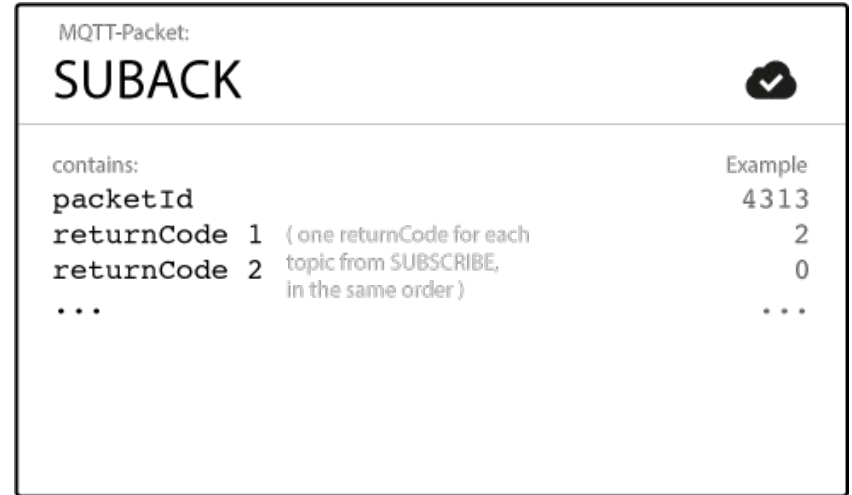 MQTT-Packet:
SUBACK
contains: Example
packetId 4313
returnCode 1 ( one returnCode for each 2
returnCode 2 topic from SUBSCRIBE, 0
in the same order )
... ...